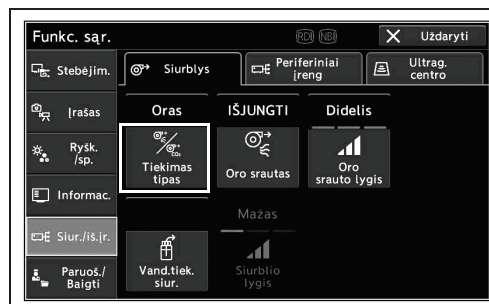 Funkc. sąr.
RDI NBI
Uždaryti
Stebėjim.
Įrašas
Ryšk.
/sp.
Informac.
Siur./iš.įr.
Paruoš./
Baigti
Siurblys
Periferiniai
įreng
Ultrag.
centro
Oras
IŠJUNGTI
Didelis
CO₂
Tiekimas
tipas
Oro srautas
Oro
srauto lygis
Mažas
Vand.tiek.
siur.
Siurblio
lygis